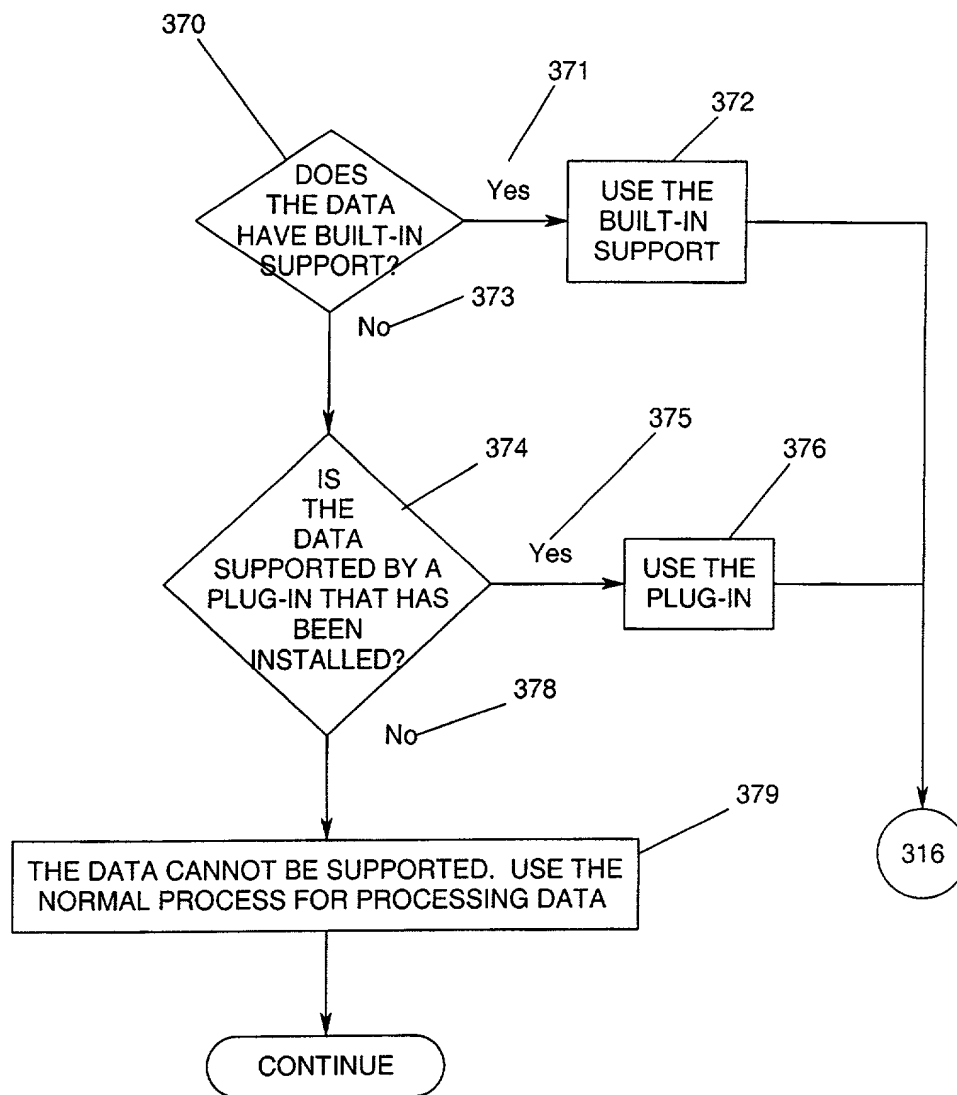 370
371
372
DOES
THE DATA
HAVE BUILT-IN
SUPPORT?
Yes
USE THE
BUILT-IN
SUPPORT
No
373
374
375
376
IS
THE
DATA
SUPPORTED BY A
PLUG-IN THAT HAS
BEEN
INSTALLED?
Yes
USE THE
PLUG-IN
No
378
379
THE DATA CANNOT BE SUPPORTED. USE THE
NORMAL PROCESS FOR PROCESSING DATA
316
CONTINUE